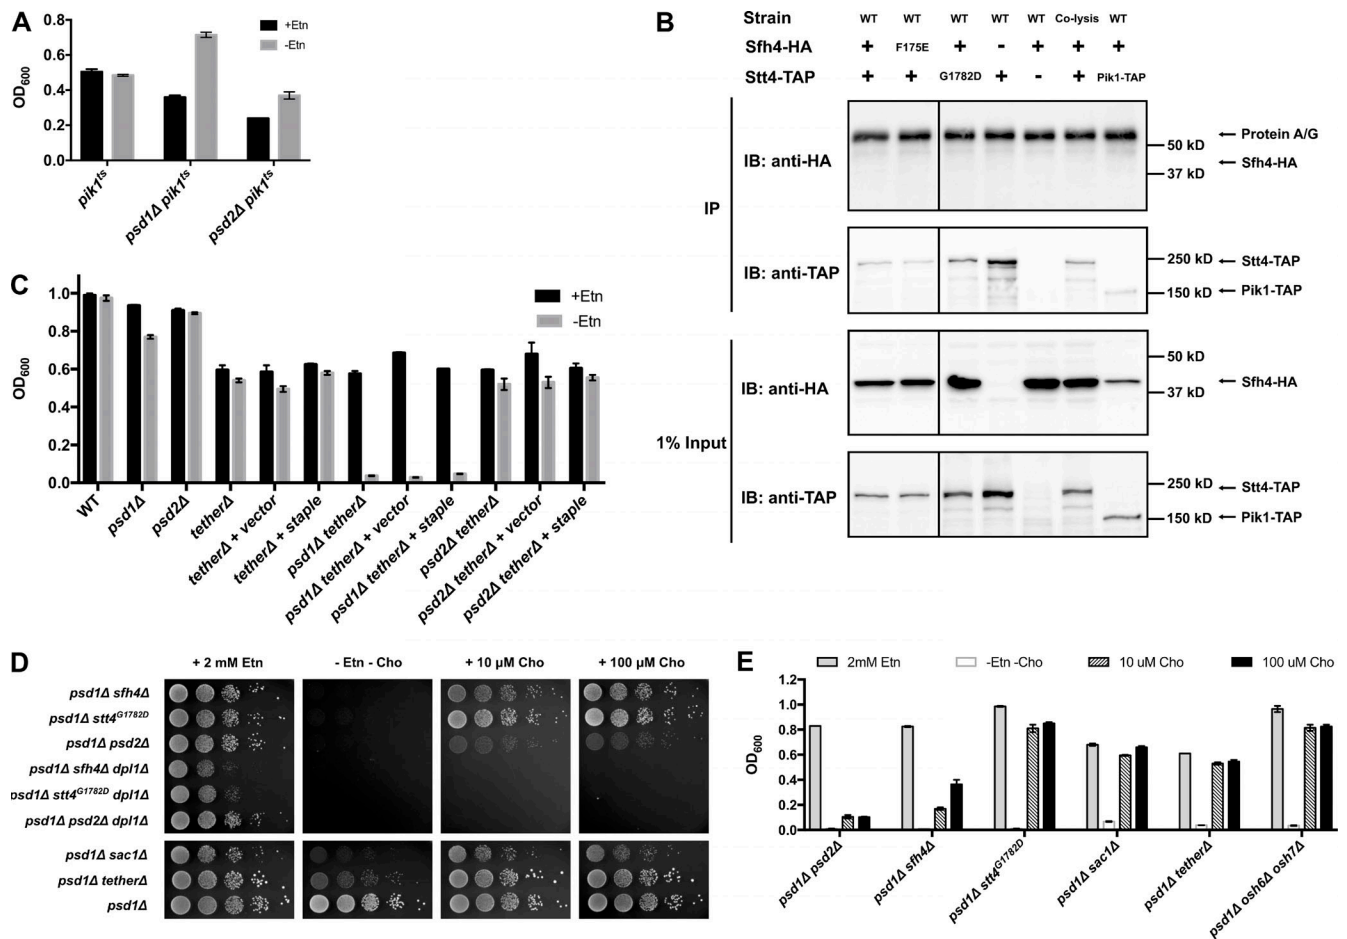 A
0.8
0.6
0.4
0.2
0.0
OD600
+Etn
-Etn
pik1ts
psd1Δ pik1ts
psd2Δ pik1ts
B
Strain WT WT WT WT WT Co-lysis WT
Sfh4-HA + F175E + - + + +
Stt4-TAP + + G1782D + - + Pik1-TAP
IP
IB: anti-HA
Protein A/G
50 kD
Sfh4-HA
37 kD
IB: anti-TAP
250 kD
Stt4-TAP
150 kD
Pik1-TAP
1% Input
IB: anti-HA
50 kD
37 kD
Sfh4-HA
IB: anti-TAP
250 kD
Stt4-TAP
150 kD
Pik1-TAP
C
1.0
0.8
0.6
0.4
0.2
0.0
OD600
+Etn
-Etn
WT
psd1Δ
psd2Δ
tetherΔ
tetherΔ + vector
tetherΔ + staple
psd1Δ tetherΔ
psd1Δ tetherΔ + vector
psd1Δ tetherΔ + staple
psd2Δ tetherΔ
psd2Δ tetherΔ + vector
psd2Δ tetherΔ + staple
D
+ 2 mM Etn
- Etn - Cho
+ 10 µM Cho
+ 100 µM Cho
psd1Δ sfh4Δ
psd1Δ stt4G1782D
psd1Δ psd2Δ
psd1Δ sfh4Δ dpl1Δ
psd1Δ stt4G1782D dpl1Δ
psd1Δ psd2Δ dpl1Δ
psd1Δ sac1Δ
psd1Δ tetherΔ
psd1Δ
E
2mM Etn
-Etn -Cho
10 uM Cho
100 uM Cho
1.2
1.0
0.8
0.6
0.4
0.2
0.0
OD600
psd1Δ psd2Δ
psd1Δ sfh4Δ
psd1Δ stt4G1782D
psd1Δ sac1Δ
psd1Δ tetherΔ
psd1Δ osh6Δ osh7Δ